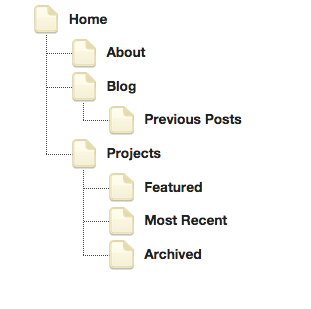 Home
About
Blog
Previous Posts
Projects
Featured
Most Recent
Archived